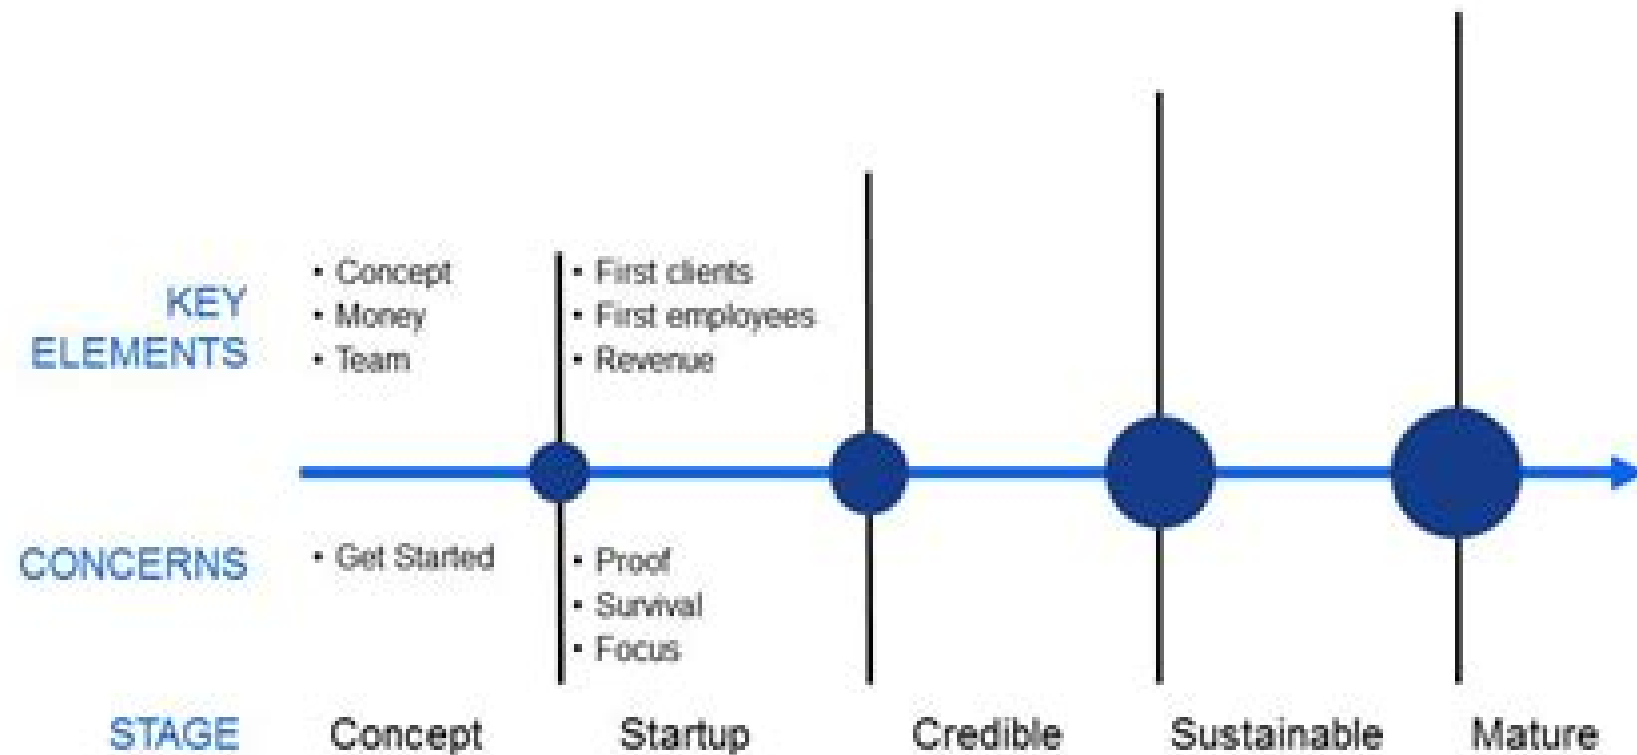 KEY
ELEMENTS
• Concept
• Money
• Team
• First clients
• First employees
• Revenue
CONCERNS
• Get Started
• Proof
• Survival
• Focus
STAGE Concept Startup Credible Sustainable Mature